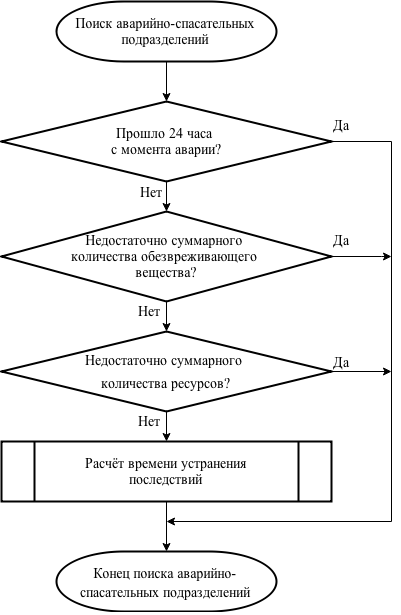 Поиск аварийно-спасательных
подразделений
Прошло 24 часа
с момента аварии?
Да
Нет
Недостаточно суммарного
количества обезвреживающего
вещества?
Да
Нет
Недостаточно суммарного
количества ресурсов?
Да
Нет
Расчёт времени устранения
последствий
Конец поиска аварийно-
спасательных подразделений